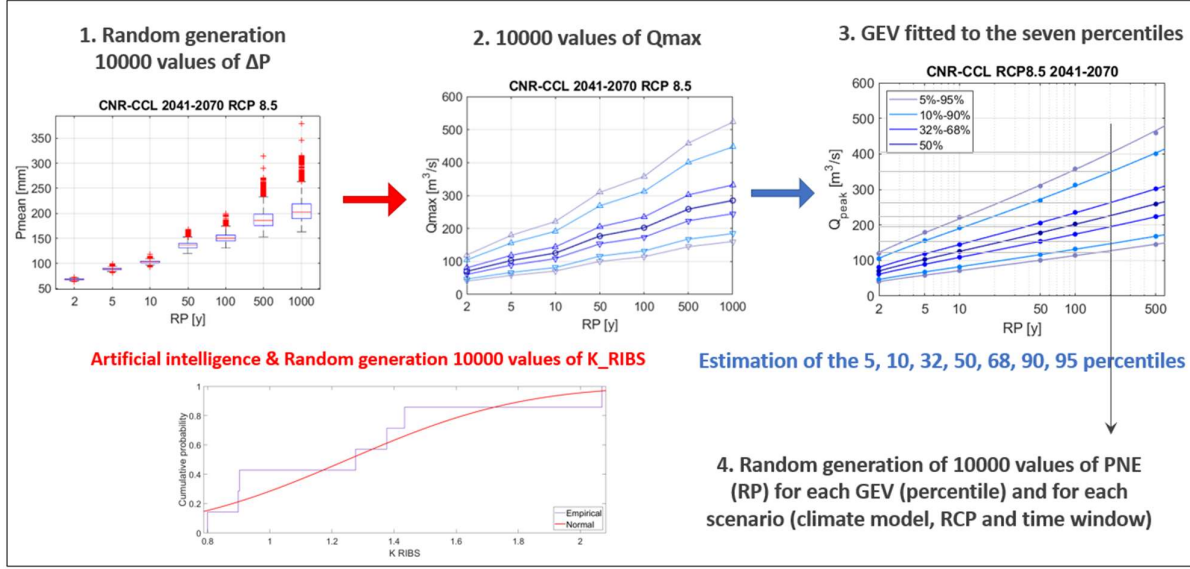 1. Random generation
10000 values of ΔP
CNR-CCL 2041-2070 RCP 8.5
Pmean [mm]
350
300
250
200
150
100
50
2 5 10 50 100 500 1000
RP [y]
2. 10000 values of Qmax
CNR-CCL 2041-2070 RCP 8.5
Qmax [m³/s]
600
500
400
300
200
100
0
2 5 10 50 100 500 1000
RP [y]
3. GEV fitted to the seven percentiles
CNR-CCL RCP8.5 2041-2070
5%-95%
10%-90%
32%-68%
50%
Q_peak [m³/s]
600
500
400
300
200
100
0
2 5 10 50 100 500
RP [y]
Artificial intelligence & Random generation 10000 values of K_RIBS
Estimation of the 5, 10, 32, 50, 68, 90, 95 percentiles
Cumulative probability
1
0.8
0.6
0.4
0.2
0
0.8 1 1.2 1.4 1.6 1.8 2
K RIBS
Empirical
Normal
4. Random generation of 10000 values of PNE
(RP) for each GEV (percentile) and for each
scenario (climate model, RCP and time window)